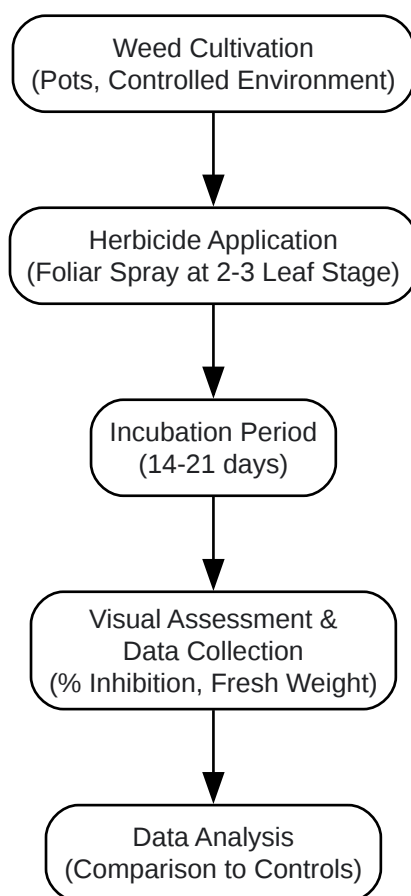 Weed Cultivation
(Pots, Controlled Environment)
Herbicide Application
(Foliar Spray at 2-3 Leaf Stage)
Incubation Period
(14-21 days)
Visual Assessment &
Data Collection
(% Inhibition, Fresh Weight)
Data Analysis
(Comparison to Controls)